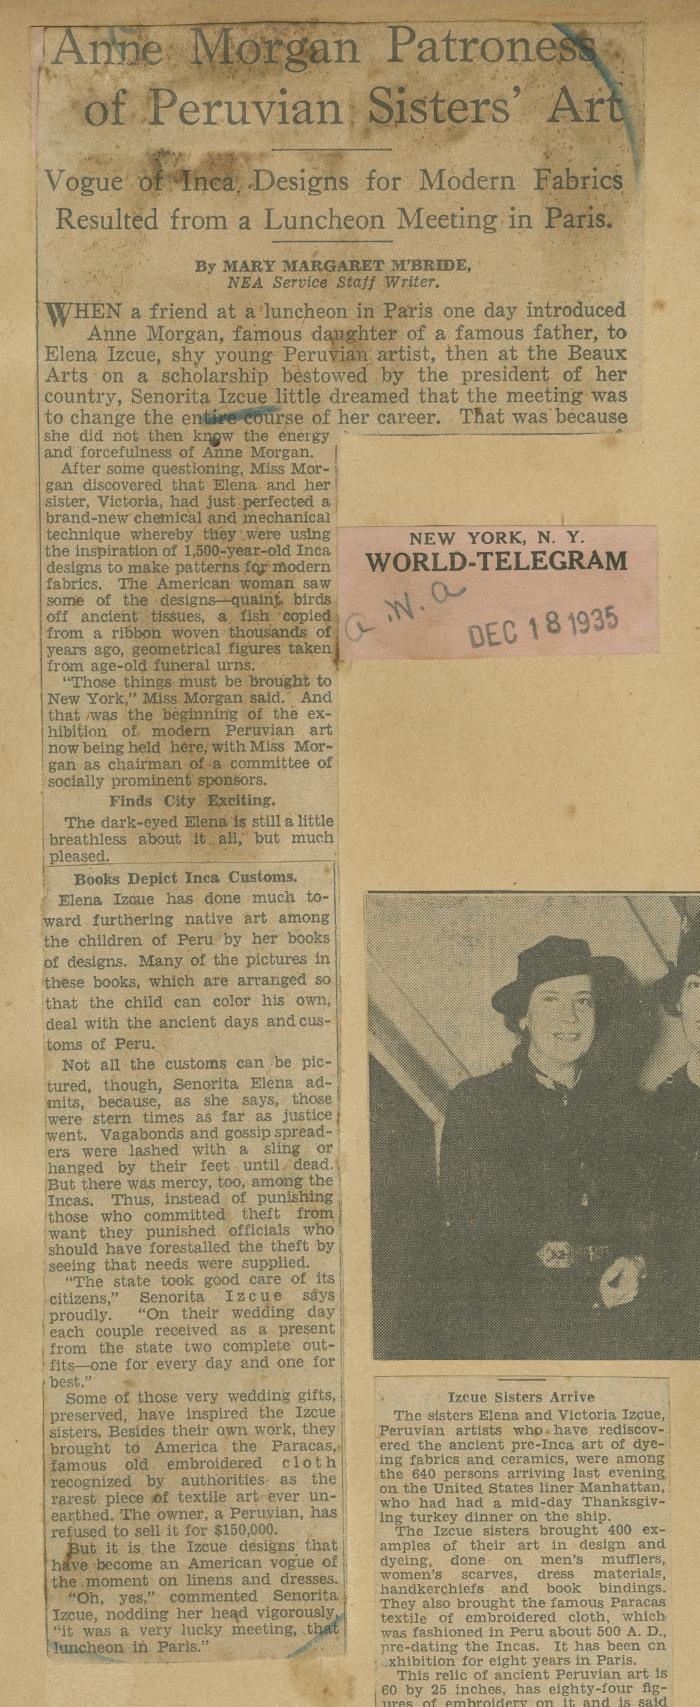 Anne Morgan Patroness
of Peruvian Sisters' Art
Vogue of Inca Designs for Modern Fabrics
Resulted from a Luncheon Meeting in Paris.
By MARY MARGARET M'BRIDE,
NEA Service Staff Writer.
WHEN a friend at a luncheon in Paris one day introduced
Anne Morgan, famous daughter of a famous father, to
Elena Izcue, shy young Peruvian artist, then at the Beaux
Arts on a scholarship bestowed by the president of her
country, Senorita Izcue little dreamed that the meeting was
to change the entire course of her career. That was because
she did not then know the energy
and forcefulness of Anne Morgan.
After some questioning, Miss Mor-
gan discovered that Elena and her
sister, Victoria, had just perfected a
brand-new chemical and mechanical
technique whereby they were using
the inspiration of 1,500-year-old Inca
designs to make patterns for modern
fabrics. The American woman saw
some of the designs—quaint birds
off ancient tissues, a fish copied
from a ribbon woven thousands of
years ago, geometrical figures taken
from age-old funeral urns.
"Those things must be brought to
New York," Miss Morgan said. And
that was the beginning of the ex-
hibition of modern Peruvian art
now being held here, with Miss Mor-
gan as chairman of a committee of
socially prominent sponsors.
Finds City Exciting.
The dark-eyed Elena is still a little
breathless about it all, but much
pleased.
Books Depict Inca Customs.
Elena Izcue has done much to-
ward furthering native art among
the children of Peru by her books
of designs. Many of the pictures in
these books, which are arranged so
that the child can color his own,
deal with the ancient days and cus-
toms of Peru.
Not all the customs can be pic-
tured, though, Senorita Elena ad-
mits, because, as she says, those
were stern times as far as justice
went. Vagabonds and gossip spread-
ers were lashed with a sling or
hanged by their feet until dead.
But there was mercy, too, among the
Incas. Thus, instead of punishing
those who committed theft from
want they punished officials who
should have forestalled the theft by
seeing that needs were supplied.
"The state took good care of its
citizens," Senorita Izcue says
proudly. "On their wedding day
each couple received as a present
from the state two complete out-
fits—one for every day and one for
best."
Some of those very wedding gifts,
preserved, have inspired the Izcue
sisters. Besides their own work, they
brought to America the Paracas,
famous old embroidered cloth
recognized by authorities as the
rarest piece of textile art ever un-
earthed. The owner, a Peruvian, has
refused to sell it for $150,000.
But it is the Izcue designs that
have become an American vogue of
the moment on linens and dresses.
"Oh, yes," commented Senorita
Izcue, nodding her head vigorously,
"it was a very lucky meeting, that
luncheon in Paris."
NEW YORK, N. Y.
WORLD-TELEGRAM
a.w.a
DEC 18 1935
Izcue Sisters Arrive
The sisters Elena and Victoria Izcue,
Peruvian artists who have rediscov-
ered the ancient pre-Inca art of dye-
ing fabrics and ceramics, were among
the 640 persons arriving last evening
on the United States liner Manhattan,
who had had a mid-day Thanksgiv-
ing turkey dinner on the ship.
The Izcue sisters brought 400 ex-
amples of their art in design and
dyeing, done on men's mufflers,
women's scarves, dress materials,
handkerchiefs and book bindings.
They also brought the famous Paracas
textile of embroidered cloth, which
was fashioned in Peru about 500 A. D.,
pre-dating the Incas. It has been on
exhibition for eight years in Paris.
This relic of ancient Peruvian art is
60 by 25 inches, has eighty-four fig-
ures of embroidery on it and is said